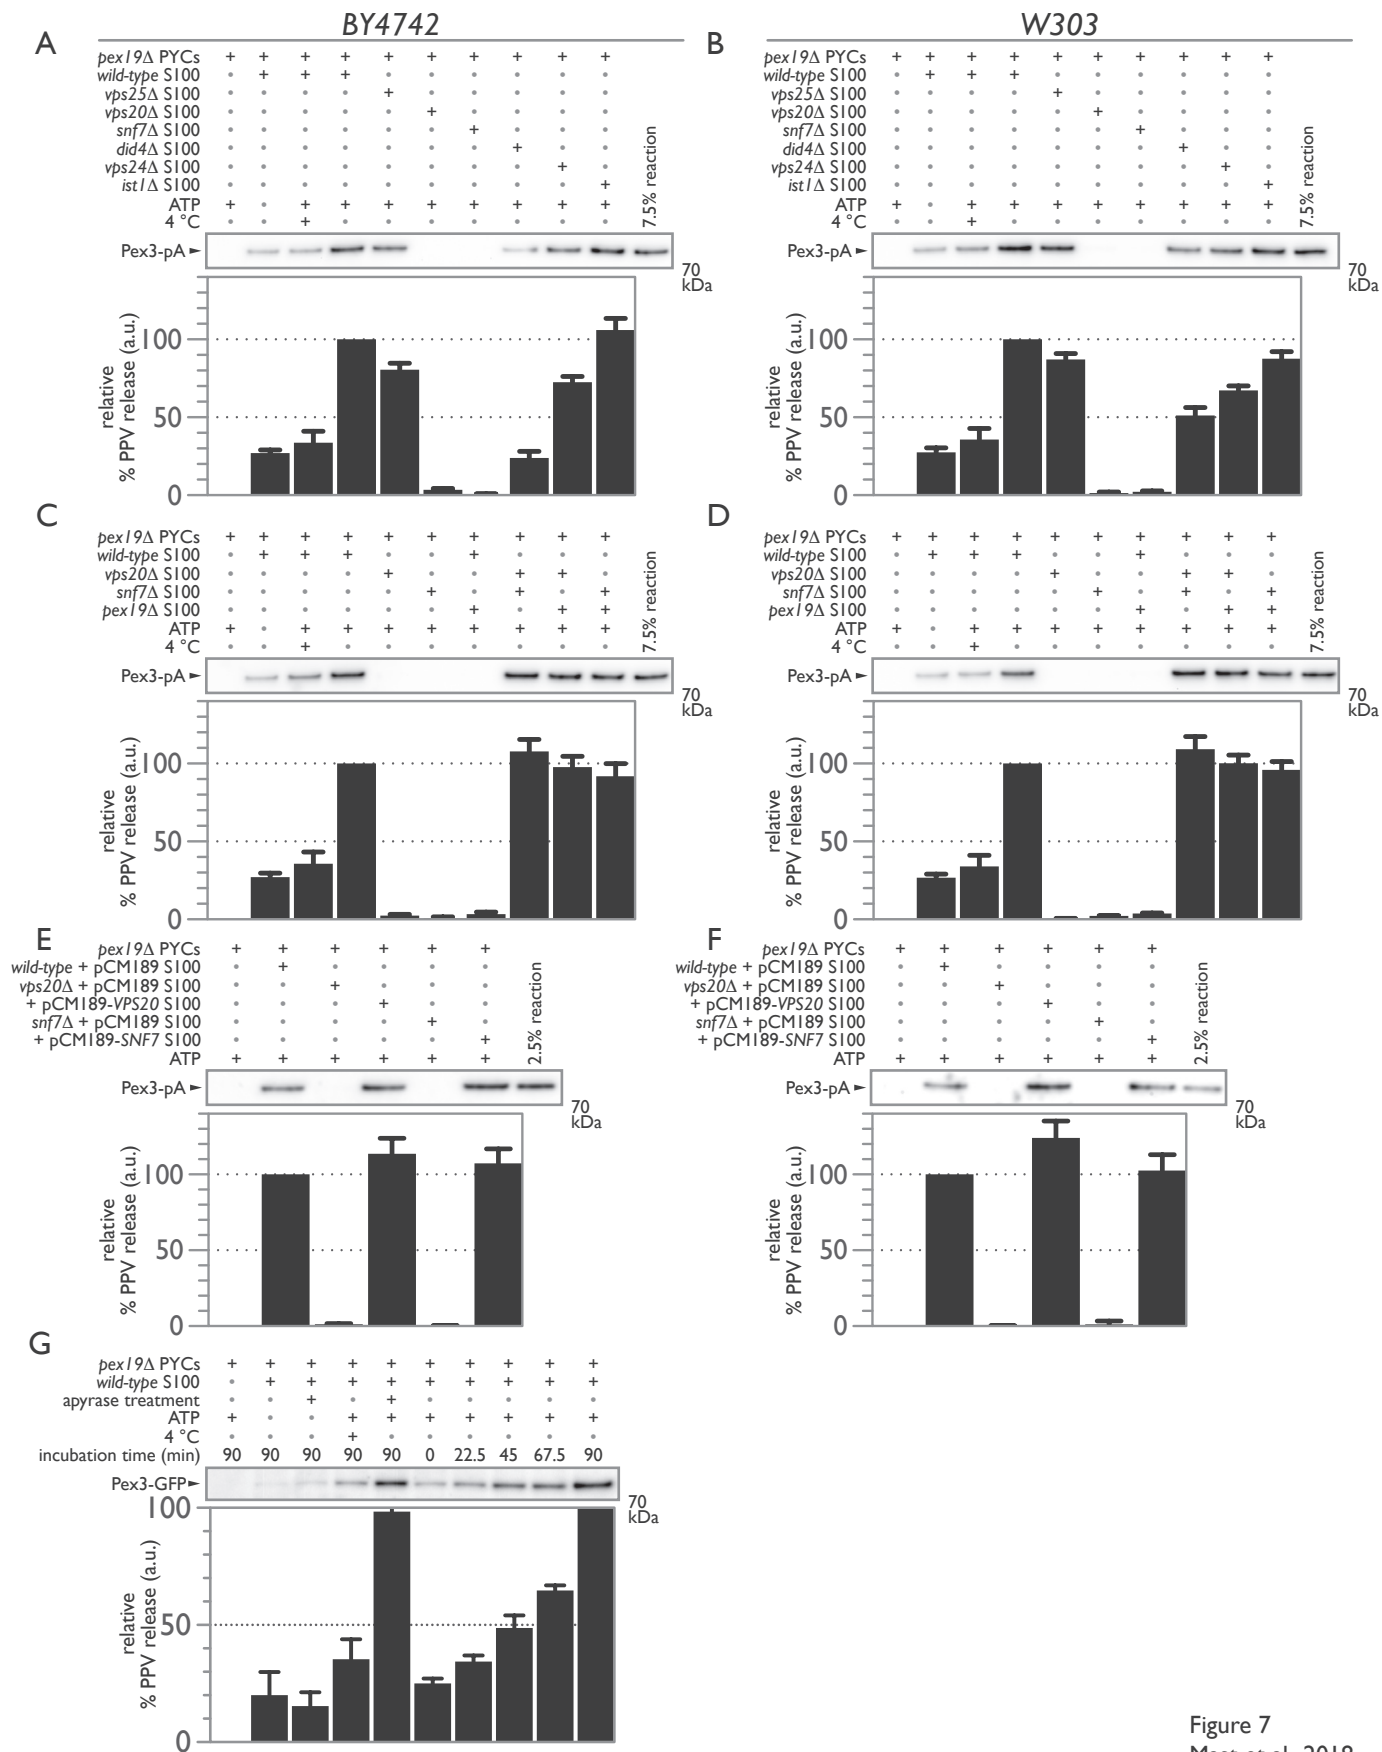 BY4742
W303
A
pex19Δ PYCs + + + + + + + + + +
wild-type S100 • + + + • • • • • •
vps25Δ S100 • • • • + • • • • •
vps20Δ S100 • • • • • + • • • •
snf7Δ S100 • • • • • • + • • •
did4Δ S100 • • • • • • • + • •
vps24Δ S100 • • • • • • • • + •
ist1Δ S100 • • • • • • • • • +
ATP + • + + + + + + + +
4 °C • • + • • • • • • •
7.5% reaction
Pex3-pA ►
70
kDa
relative
% PPV release (a.u.)
100
50
0
B
pex19Δ PYCs + + + + + + + + + +
wild-type S100 • + + + • • • • • •
vps25Δ S100 • • • • + • • • • •
vps20Δ S100 • • • • • + • • • •
snf7Δ S100 • • • • • • + • • •
did4Δ S100 • • • • • • • + • •
vps24Δ S100 • • • • • • • • + •
ist1Δ S100 • • • • • • • • • +
ATP + • + + + + + + + +
4 °C • • + • • • • • • •
7.5% reaction
Pex3-pA ►
70
kDa
relative
% PPV release (a.u.)
100
50
0
C
pex19Δ PYCs + + + + + + + + + +
wild-type S100 • + + + • • + • • •
vps20Δ S100 • • • • + • • + + •
snf7Δ S100 • • • • • + • + • +
pex19Δ S100 • • • • • • + • + +
ATP + • + + + + + + + +
4 °C • • + • • • • • • •
7.5% reaction
Pex3-pA ►
70
kDa
relative
% PPV release (a.u.)
100
50
0
D
pex19Δ PYCs + + + + + + + + + +
wild-type S100 • + + + • • + • • •
vps20Δ S100 • • • • + • • + + •
snf7Δ S100 • • • • • + • + • +
pex19Δ S100 • • • • • • + • + +
ATP + • + + + + + + + +
4 °C • • + • • • • • • •
7.5% reaction
Pex3-pA ►
70
kDa
relative
% PPV release (a.u.)
100
50
0
E
pex19Δ PYCs + + + + + +
wild-type + pCM189 S100 • + • • • •
vps20Δ + pCM189 S100 • • + • • •
+ pCM189-VPS20 S100 • • • + • •
snf7Δ + pCM189 S100 • • • • + •
+ pCM189-SNF7 S100 • • • • • +
ATP + + + + + +
2.5% reaction
Pex3-pA ►
70
kDa
relative
% PPV release (a.u.)
100
50
0
F
pex19Δ PYCs + + + + + +
wild-type + pCM189 S100 • + • • • •
vps20Δ + pCM189 S100 • • + • • •
+ pCM189-VPS20 S100 • • • + • •
snf7Δ + pCM189 S100 • • • • + •
+ pCM189-SNF7 S100 • • • • • +
ATP + + + + + +
2.5% reaction
Pex3-pA ►
70
kDa
relative
% PPV release (a.u.)
100
50
0
G
pex19Δ PYCs + + + + + + + + + +
wild-type S100 • + + + + + + + + +
apyrase treatment • • + • + • • • • •
ATP + • • + + + + + + +
4 °C • • • + • • • • • •
incubation time (min) 90 90 90 90 90 0 22.5 45 67.5 90
Pex3-GFP ►
70
kDa
relative
% PPV release (a.u.)
100
50
0
Figure 7